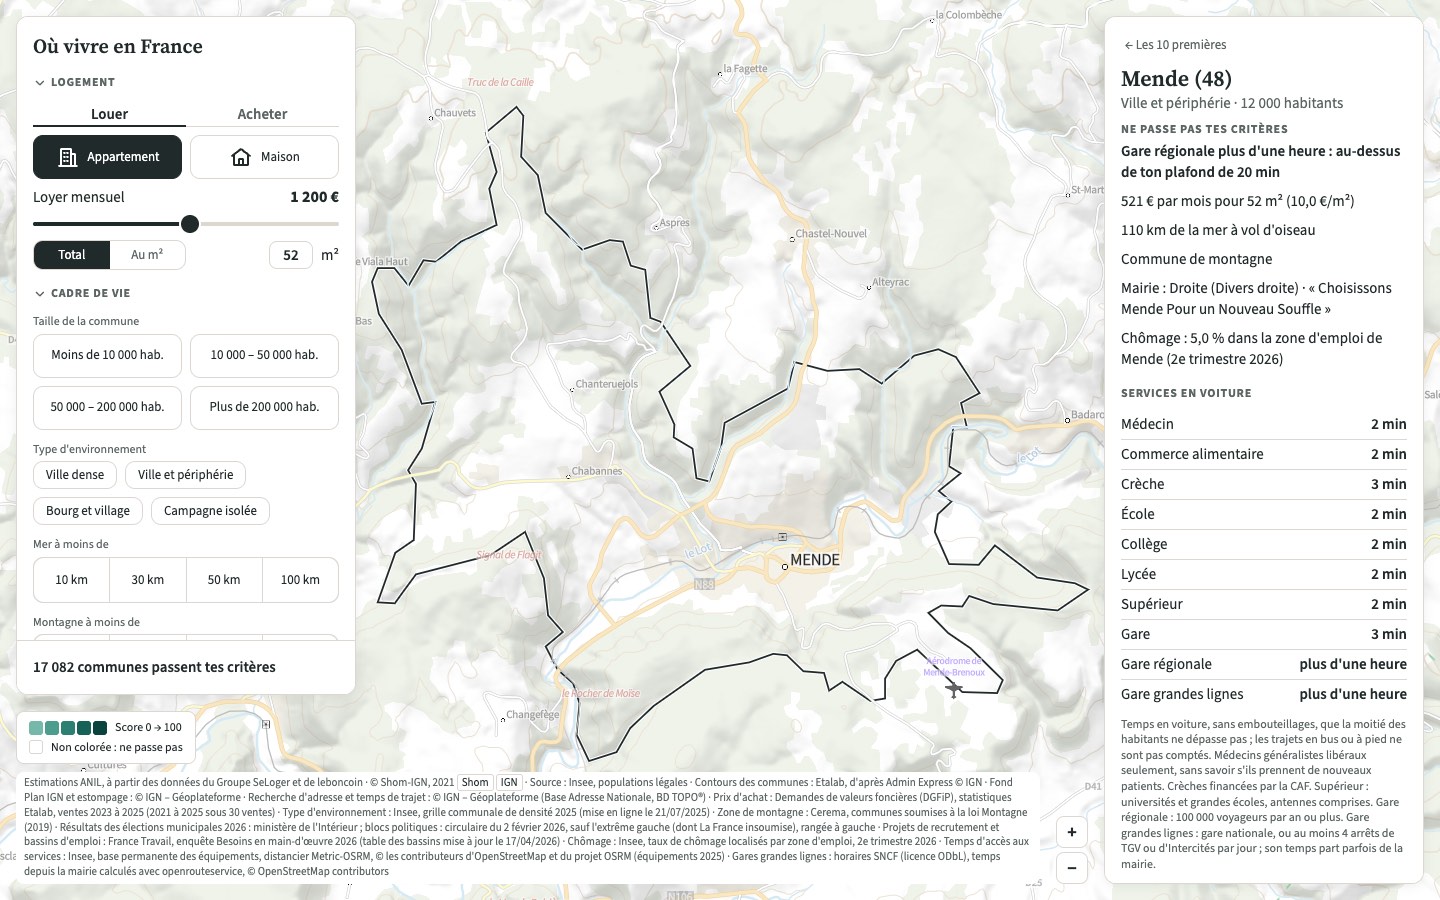 Où vivre en France
LOGEMENT
Louer
Acheter
Appartement
Maison
Loyer mensuel
1 200 €
Total
Au m²
52
m²
CADRE DE VIE
Taille de la commune
Moins de 10 000 hab.
10 000 – 50 000 hab.
50 000 – 200 000 hab.
Plus de 200 000 hab.
Type d'environnement
Ville dense
Ville et périphérie
Bourg et village
Campagne isolée
Mer à moins de
10 km
30 km
50 km
100 km
Montagne à moins de
17 082 communes passent tes critères
Score 0 → 100
Non colorée : ne passe pas
la Colombèche
la Fagette
Truc de la Caille
Chauvets
St-Mart
Aspres
Chastel-Nouvel
e Viala Haut
Alteyrac
Bas
Chanteruejols
Badaro
le Lot
Chabannes
Signal de Flagit
le Lot
MENDE
N88
Aérodrome de
Mende-Brenoux
le Rocher de Moïse
Changefège
Cultures
D41
D25
N106
Estimations ANIL, à partir des données du Groupe SeLoger et de leboncoin · © Shom-IGN, 2021 Shom IGN · Source : Insee, populations légales · Contours des communes : Etalab, d'après Admin Express © IGN · Fond
Plan IGN et estompage : © IGN – Géoplateforme · Recherche d'adresse et temps de trajet : © IGN – Géoplateforme (Base Adresse Nationale, BD TOPO®) · Prix d'achat : Demandes de valeurs foncières (DGFiP), statistiques
Etalab, ventes 2023 à 2025 (2021 à 2025 sous 30 ventes) · Type d'environnement : Insee, grille communale de densité 2025 (mise en ligne le 21/07/2025) · Zone de montagne : Cerema, communes soumises à la loi Montagne
(2019) · Résultats des élections municipales 2026 : ministère de l'Intérieur ; blocs politiques : circulaire du 2 février 2026, sauf l'extrême gauche (dont La France insoumise), rangée à gauche · Projets de recrutement et
bassins d'emploi : France Travail, enquête Besoins en main-d'œuvre 2026 (table des bassins mise à jour le 17/04/2026) · Chômage : Insee, taux de chômage localisés par zone d'emploi, 2e trimestre 2026 · Temps d'accès aux
services : Insee, base permanente des équipements, distancier Metric-OSRM, © les contributeurs d'OpenStreetMap et du projet OSRM (équipements 2025) · Gares grandes lignes : horaires SNCF (licence ODbL), temps
depuis la mairie calculés avec openrouteservice, © OpenStreetMap contributors
+
−
← Les 10 premières
Mende (48)
Ville et périphérie · 12 000 habitants
NE PASSE PAS TES CRITÈRES
Gare régionale plus d'une heure : au-dessus
de ton plafond de 20 min
521 € par mois pour 52 m² (10,0 €/m²)
110 km de la mer à vol d'oiseau
Commune de montagne
Mairie : Droite (Divers droite) · « Choisissons
Mende Pour un Nouveau Souffle »
Chômage : 5,0 % dans la zone d'emploi de
Mende (2e trimestre 2026)
SERVICES EN VOITURE
Médecin 2 min
Commerce alimentaire 2 min
Crèche 3 min
École 2 min
Collège 2 min
Lycée 2 min
Supérieur 2 min
Gare 3 min
Gare régionale plus d'une heure
Gare grandes lignes plus d'une heure
Temps en voiture, sans embouteillages, que la moitié des
habitants ne dépasse pas ; les trajets en bus ou à pied ne
sont pas comptés. Médecins généralistes libéraux
seulement, sans savoir s'ils prennent de nouveaux
patients. Crèches financées par la CAF. Supérieur :
universités et grandes écoles, antennes comprises. Gare
régionale : 100 000 voyageurs par an ou plus. Gare
grandes lignes : gare nationale, ou au moins 4 arrêts de
TGV ou d'Intercités par jour ; son temps part parfois de la
mairie.